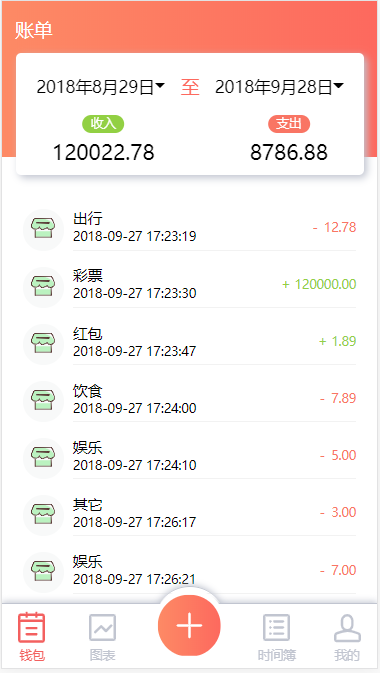 账单
2018年8月29日 至 2018年9月28日
收入 支出
120022.78 8786.88
出行
2018-09-27 17:23:19 - 12.78
彩票
2018-09-27 17:23:30 + 120000.00
红包
2018-09-27 17:23:47 + 1.89
饮食
2018-09-27 17:24:00 - 7.89
娱乐
2018-09-27 17:24:10 - 5.00
其它
2018-09-27 17:26:17 - 3.00
娱乐
2018-09-27 17:26:21 - 7.00
钱包 图表 时间簿 我的